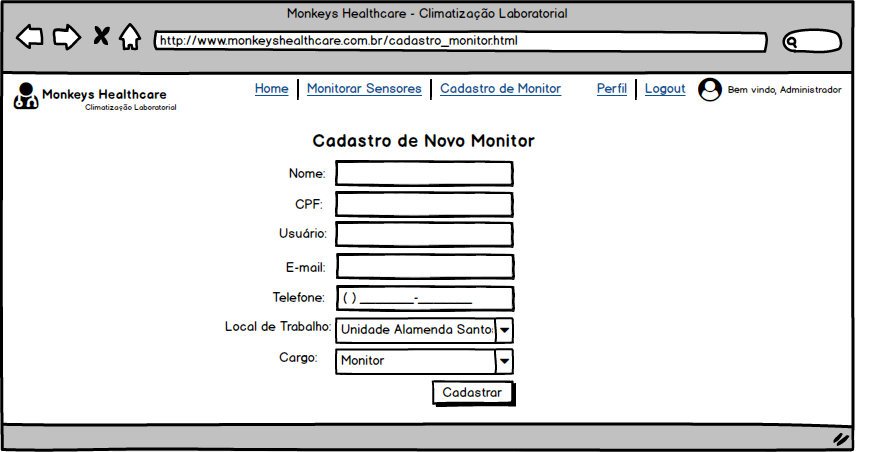 Monkeys Healthcare - Climatização Laboratorial
http://www.monkeyshealthcare.com.br/cadastro_monitor.html
Monkeys Healthcare
Climatização Laboratorial
Home | Monitorar Sensores | Cadastro de Monitor Perfil | Logout Bem vindo, Administrador
Cadastro de Novo Monitor
Nome:
CPF:
Usuário:
E-mail:
Telefone: ( ) ________-________
Local de Trabalho: Unidade Alamenda Santos
Cargo: Monitor
Cadastrar